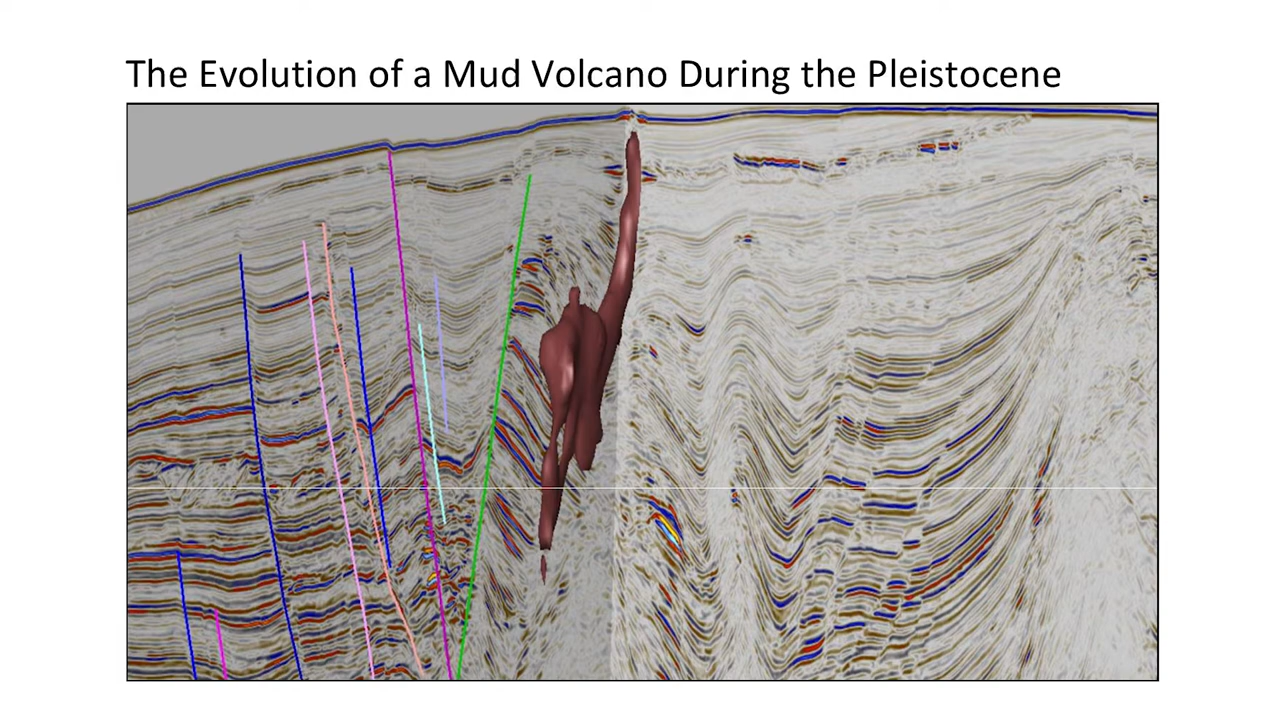 The Evolution of a Mud Volcano During the Pleistocene